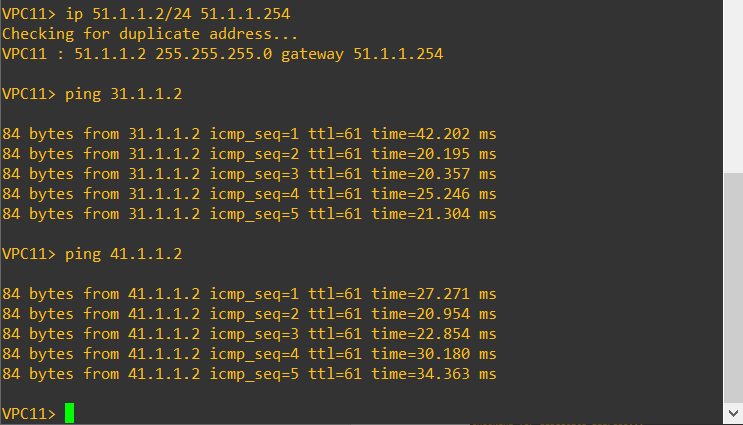 VPC11> ip 51.1.1.2/24 51.1.1.254
Checking for duplicate address...
VPC11 : 51.1.1.2 255.255.255.0 gateway 51.1.1.254
VPC11> ping 31.1.1.2
84 bytes from 31.1.1.2 icmp_seq=1 ttl=61 time=42.202 ms
84 bytes from 31.1.1.2 icmp_seq=2 ttl=61 time=20.195 ms
84 bytes from 31.1.1.2 icmp_seq=3 ttl=61 time=20.357 ms
84 bytes from 31.1.1.2 icmp_seq=4 ttl=61 time=25.246 ms
84 bytes from 31.1.1.2 icmp_seq=5 ttl=61 time=21.304 ms
VPC11> ping 41.1.1.2
84 bytes from 41.1.1.2 icmp_seq=1 ttl=61 time=27.271 ms
84 bytes from 41.1.1.2 icmp_seq=2 ttl=61 time=20.954 ms
84 bytes from 41.1.1.2 icmp_seq=3 ttl=61 time=22.854 ms
84 bytes from 41.1.1.2 icmp_seq=4 ttl=61 time=30.180 ms
84 bytes from 41.1.1.2 icmp_seq=5 ttl=61 time=34.363 ms
VPC11>